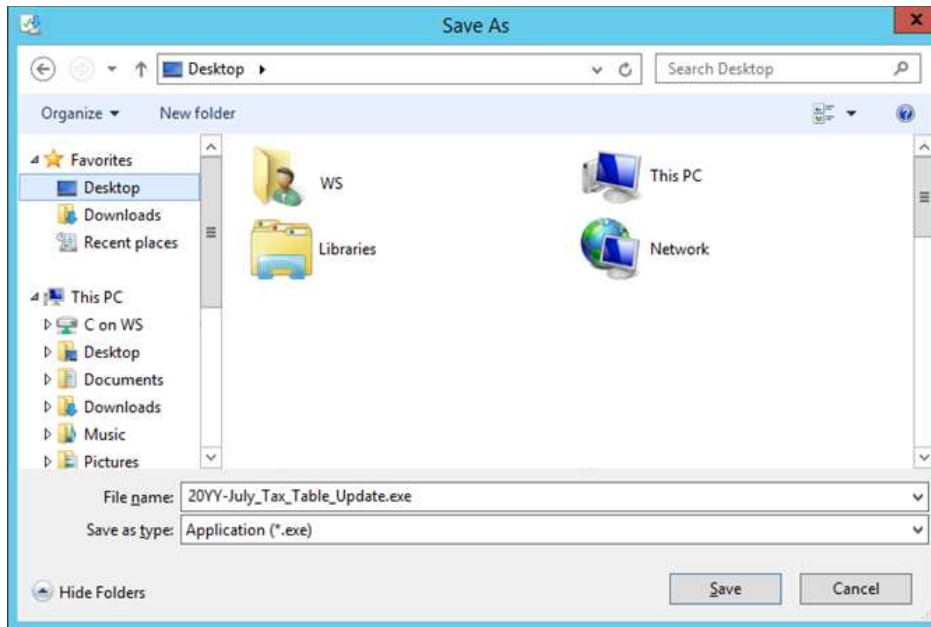 Save As
Desktop
Search Desktop
Organize
New folder
Favorites
Desktop
Downloads
Recent places
This PC
C on WS
Desktop
Documents
Downloads
Music
Pictures
WS
This PC
Libraries
Network
File name: 20YY-July_Tax_Table_Update.exe
Save as type: Application (*.exe)
Hide Folders
Save
Cancel